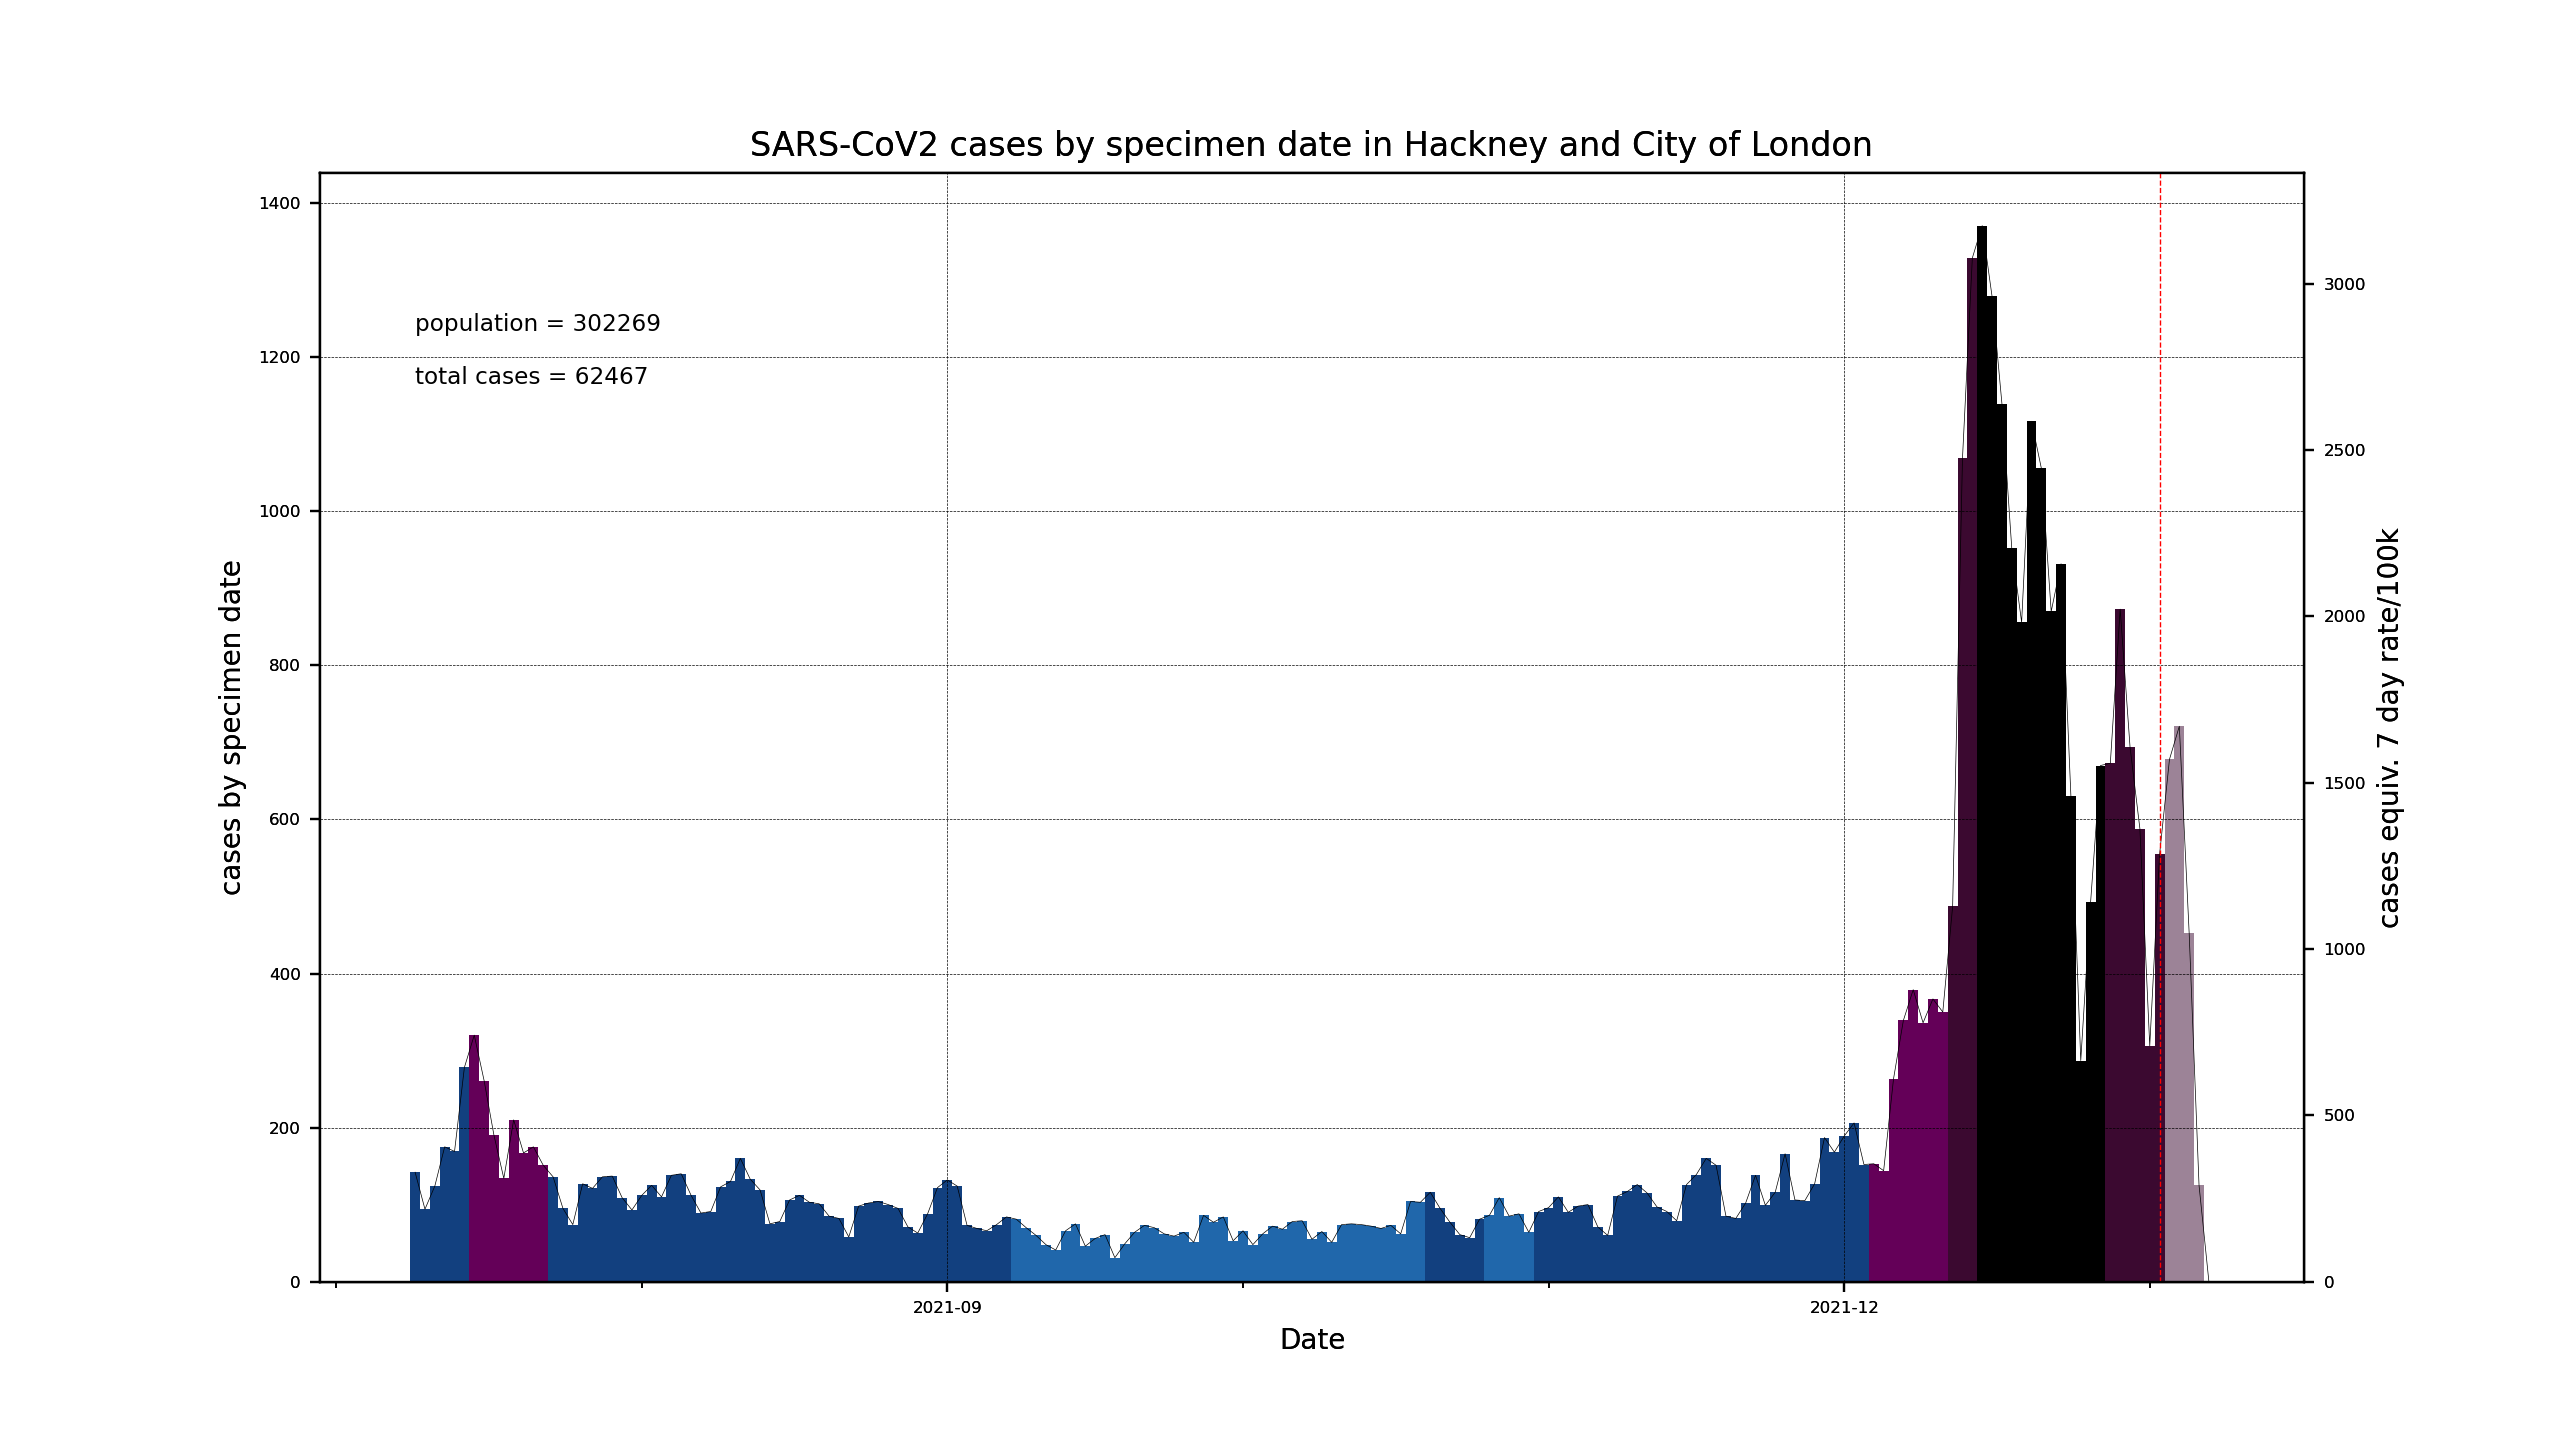 SARS-CoV2 cases by specimen date in Hackney and City of London
population = 302269
total cases = 62467
cases by specimen date
1400
1200
1000
800
600
400
200
0
3000
2500
2000
1500
1000
500
0
cases equiv. 7 day rate/100k
2021-09
2021-12
Date